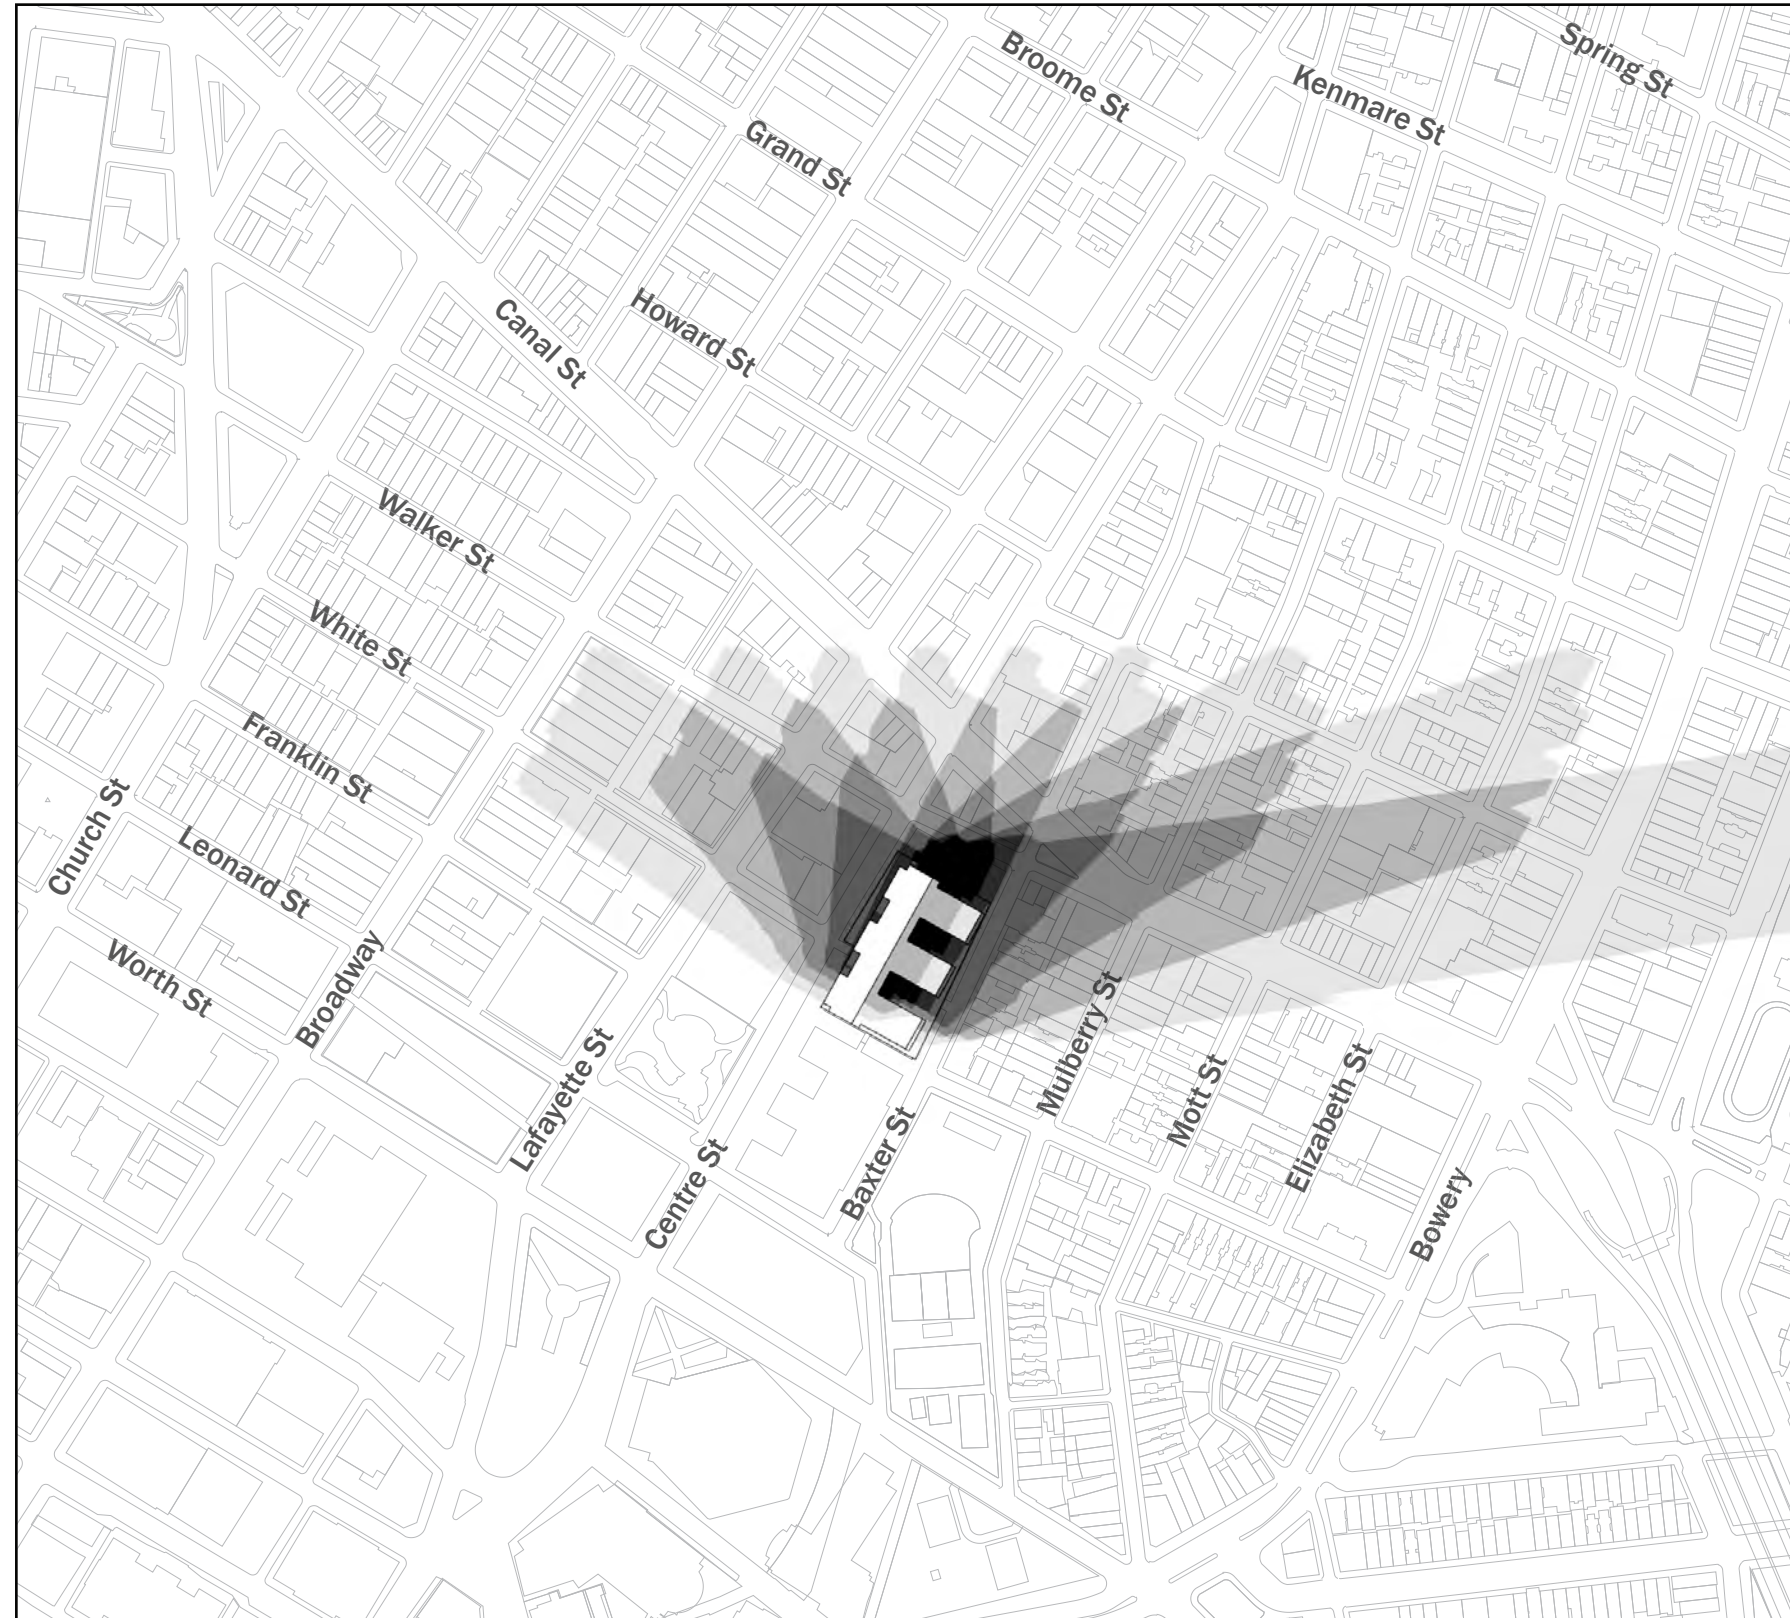 Spring St
Broome St
Kenmare St
Grand St
Howard St
Canal St
Walker St
White St
Franklin St
Church St
Leonard St
Worth St
Broadway
Lafayette St
Centre St
Baxter St
Mulberry St
Mott St
Elizabeth St
Bowery